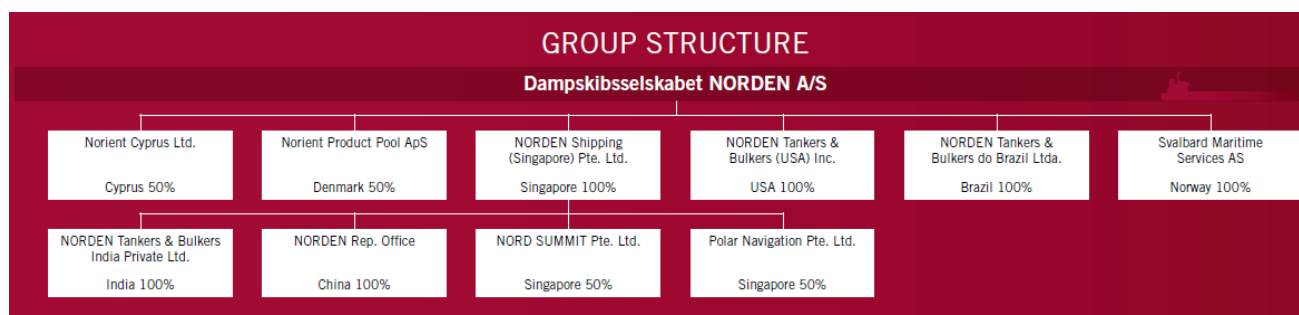 GROUP STRUCTURE
Dampskibsselskabet NORDEN A/S
Norient Cyprus Ltd.
Cyprus 50%
Norient Product Pool ApS
Denmark 50%
NORDEN Shipping
(Singapore) Pte. Ltd.
Singapore 100%
NORDEN Tankers &
Bulkers (USA) Inc.
USA 100%
NORDEN Tankers &
Bulkers do Brazil Ltda.
Brazil 100%
Svalbard Maritime
Services AS
Norway 100%
NORDEN Tankers & Bulkers
India Private Ltd.
India 100%
NORDEN Rep. Office
China 100%
NORD SUMMIT Pte. Ltd.
Singapore 50%
Polar Navigation Pte. Ltd.
Singapore 50%